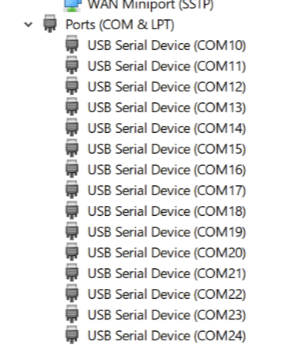 WAN Miniport (SSTP)
Ports (COM & LPT)
USB Serial Device (COM10)
USB Serial Device (COM11)
USB Serial Device (COM12)
USB Serial Device (COM13)
USB Serial Device (COM14)
USB Serial Device (COM15)
USB Serial Device (COM16)
USB Serial Device (COM17)
USB Serial Device (COM18)
USB Serial Device (COM19)
USB Serial Device (COM20)
USB Serial Device (COM21)
USB Serial Device (COM22)
USB Serial Device (COM23)
USB Serial Device (COM24)